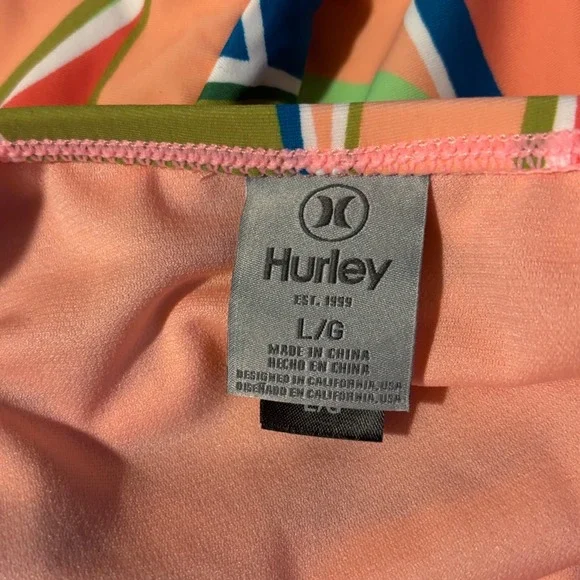 Hurley
EST. 1999
L/G
MADE IN CHINA
HECHO EN CHINA
DESIGNED IN CALIFORNIA, USA
DISEÑADO EN CALIFORNIA, USA